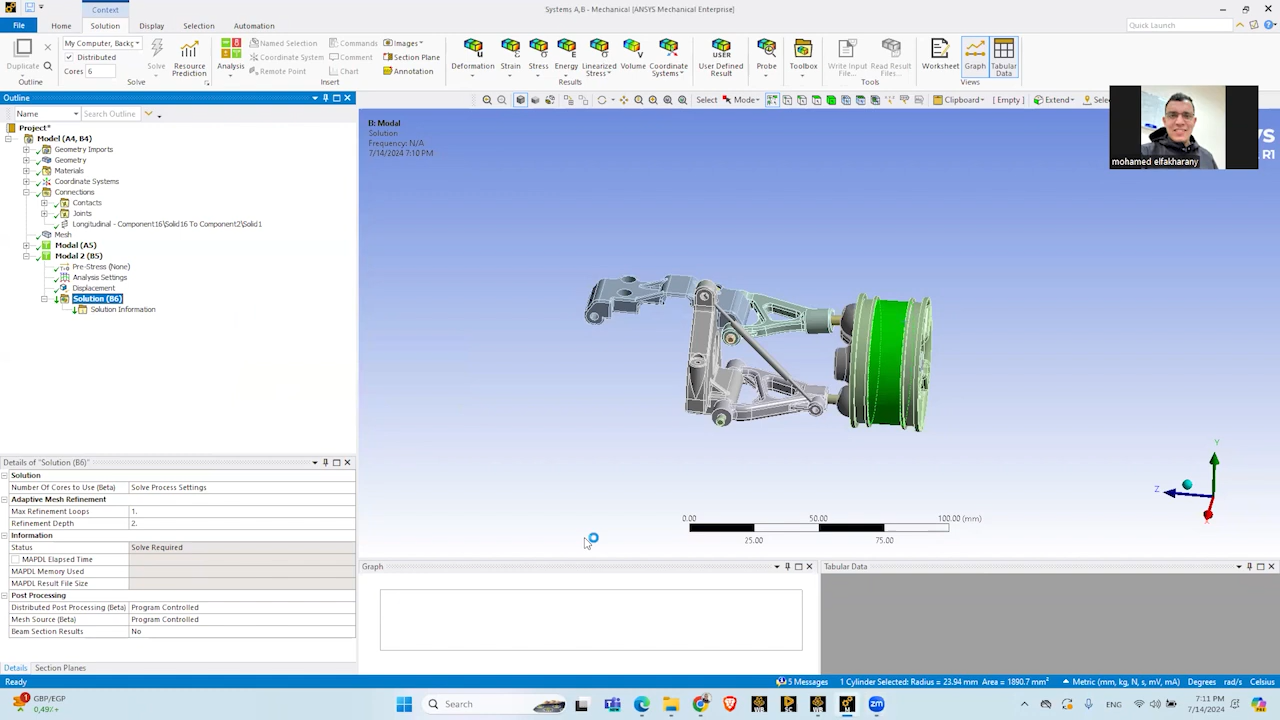 Context
Systems A,B - Mechanical [ANSYS Mechanical Enterprise]
File
Home
Solution
Display
Selection
Automation
Quick Launch
Duplicate
Outline
My Computer, Backg
Distributed
Cores 6
Solve
Solve
Resource
Prediction
Analysis
Named Selection
Coordinate System
Remote Point
Commands
Comment
Chart
Images
Section Plane
Annotation
Insert
Deformation
Strain
Stress
Energy
Linearized
Stress
Volume
Coordinate
Systems
Results
User Defined
Result
Probe
Toolbox
Write Input
File...
Read Result
Files...
Tools
Worksheet
Graph
Tabular
Data
Views
Outline
Name
Search Outline
Select
Mode
Clipboard
[ Empty ]
Extend
Project*
Model (A4, B4)
Geometry Imports
Geometry
Materials
Coordinate Systems
Connections
Contacts
Joints
Longitudinal - Component16\Solid16 To Component2\Solid1
Mesh
Modal (A5)
Modal 2 (B5)
Pre-Stress (None)
Analysis Settings
Displacement
Solution (B6)
Solution Information
B: Modal
Solution
Frequency: N/A
7/14/2024 7:10 PM
mohamed elfakharany
R1
Y
Z
X
0.00
50.00
100.00 (mm)
25.00
75.00
Details of "Solution (B6)"
Solution
Number Of Cores to Use (Beta) Solve Process Settings
Adaptive Mesh Refinement
Max Refinement Loops 1.
Refinement Depth 2.
Information
Status Solve Required
MAPDL Elapsed Time
MAPDL Memory Used
MAPDL Result File Size
Post Processing
Distributed Post Processing (Beta) Program Controlled
Mesh Source (Beta) Program Controlled
Beam Section Results No
Details
Section Planes
Graph
Tabular Data
Ready
5 Messages
1 Cylinder Selected: Radius = 23.94 mm Area = 1890.7 mm²
Metric (mm, kg, N, s, mV, mA)
Degrees
rad/s
Celsius
GBP/EGP
0,49%
Search
ENG
7:11 PM
7/14/2024